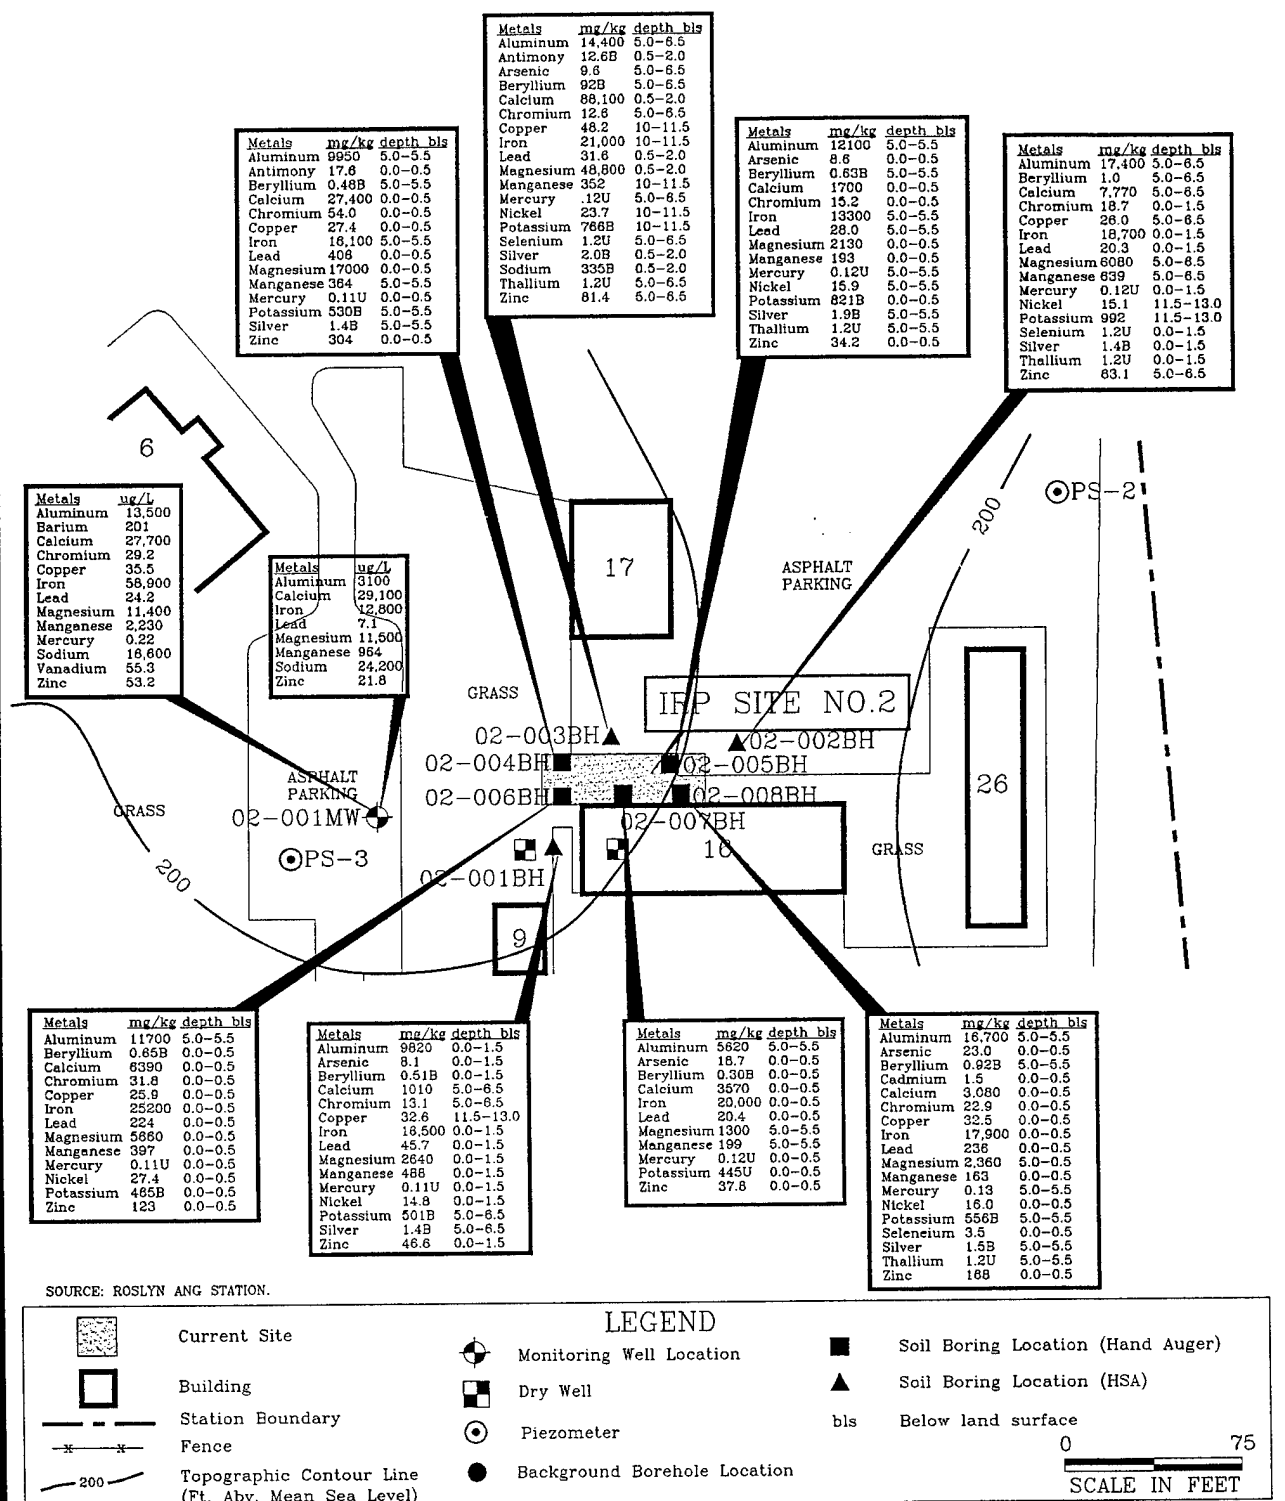 Metals mg/kg depth bls
Aluminum 14,400 5.0-6.5
Antimony 12.6B 0.5-2.0
Arsenic 9.6 5.0-6.5
Beryllium 92B 5.0-6.5
Calcium 88,100 0.5-2.0
Chromium 12.6 5.0-6.5
Copper 48.2 10-11.5
Iron 21,000 10-11.5
Lead 31.6 0.5-2.0
Magnesium 48,800 0.5-2.0
Manganese 352 10-11.5
Mercury .12U 5.0-6.5
Nickel 23.7 10-11.5
Potassium 766B 10-11.5
Selenium 1.2U 5.0-6.5
Silver 2.0B 0.5-2.0
Sodium 335B 0.5-2.0
Thallium 1.2U 5.0-6.5
Zinc 81.4 5.0-6.5
Metals mg/kg depth bls
Aluminum 9950 5.0-5.5
Antimony 17.6 0.0-0.5
Beryllium 0.48B 5.0-5.5
Calcium 27,400 0.0-0.5
Chromium 54.0 0.0-0.5
Copper 27.4 0.0-0.5
Iron 16,100 5.0-5.5
Lead 406 0.0-0.5
Magnesium 17000 0.0-0.5
Manganese 364 5.0-5.5
Mercury 0.11U 0.0-0.5
Potassium 530B 5.0-5.5
Silver 1.4B 5.0-5.5
Zinc 304 0.0-0.5
Metals mg/kg depth bls
Aluminum 12100 5.0-5.5
Arsenic 8.6 0.0-0.5
Beryllium 0.63B 5.0-5.5
Calcium 1700 0.0-0.5
Chromium 15.2 0.0-0.5
Iron 13300 5.0-5.5
Lead 28.0 5.0-5.5
Magnesium 2130 0.0-0.5
Manganese 193 0.0-0.5
Mercury 0.12U 5.0-5.5
Nickel 15.9 5.0-5.5
Potassium 821B 0.0-0.5
Silver 1.9B 5.0-5.5
Thallium 1.2U 5.0-5.5
Zinc 34.2 0.0-0.5
Metals mg/kg depth bls
Aluminum 17,400 5.0-6.5
Beryllium 1.0 5.0-6.5
Calcium 7,770 5.0-6.5
Chromium 18.7 0.0-1.5
Copper 26.0 5.0-6.5
Iron 18,700 0.0-1.5
Lead 20.3 0.0-1.5
Magnesium 6080 5.0-6.5
Manganese 639 5.0-6.5
Mercury 0.12U 0.0-1.5
Nickel 15.1 11.5-13.0
Potassium 992 11.5-13.0
Selenium 1.2U 0.0-1.5
Silver 1.4B 0.0-1.5
Thallium 1.2U 0.0-1.5
Zinc 63.1 5.0-6.5
6
Metals ug/L
Aluminum 13,500
Barium 201
Calcium 27,700
Chromium 29.2
Copper 35.5
Iron 58,900
Lead 24.2
Magnesium 11,400
Manganese 2,230
Mercury 0.22
Sodium 16,600
Vanadium 55.3
Zinc 53.2
Metals ug/L
Aluminum 3100
Calcium 29,100
Iron 12,800
Lead 7.1
Magnesium 11,500
Manganese 964
Sodium 24,200
Zinc 21.8
17
ASPHALT
PARKING
200
PS-2
GRASS
IRP SITE NO.2
02-003BH
02-002BH
02-004BH
02-005BH
ASPHALT
PARKING
02-006BH
02-008BH
26
GRASS
02-001MW
02-007BH
PS-3
16
GRASS
200
02-001BH
9
Metals mg/kg depth bls
Aluminum 11700 5.0-5.5
Beryllium 0.65B 0.0-0.5
Calcium 6390 0.0-0.5
Chromium 31.8 0.0-0.5
Copper 25.9 0.0-0.5
Iron 25200 0.0-0.5
Lead 224 0.0-0.5
Magnesium 5660 0.0-0.5
Manganese 397 0.0-0.5
Mercury 0.11U 0.0-0.5
Nickel 27.4 0.0-0.5
Potassium 465B 0.0-0.5
Zinc 123 0.0-0.5
Metals mg/kg depth bls
Aluminum 9820 0.0-1.5
Arsenic 8.1 0.0-1.5
Beryllium 0.51B 0.0-1.5
Calcium 1010 5.0-6.5
Chromium 13.1 5.0-6.5
Copper 32.6 11.5-13.0
Iron 16,500 0.0-1.5
Lead 45.7 0.0-1.5
Magnesium 2640 0.0-1.5
Manganese 488 0.0-1.5
Mercury 0.11U 0.0-1.5
Nickel 14.8 0.0-1.5
Potassium 501B 5.0-6.5
Silver 1.4B 5.0-6.5
Zinc 46.6 0.0-1.5
Metals mg/kg depth bls
Aluminum 5620 5.0-5.5
Arsenic 18.7 0.0-0.5
Beryllium 0.30B 0.0-0.5
Calcium 3570 0.0-0.5
Iron 20,000 0.0-0.5
Lead 20.4 0.0-0.5
Magnesium 1300 5.0-5.5
Manganese 199 5.0-5.5
Mercury 0.12U 0.0-0.5
Potassium 445U 0.0-0.5
Zinc 37.8 0.0-0.5
Metals mg/kg depth bls
Aluminum 16,700 5.0-5.5
Arsenic 23.0 0.0-0.5
Beryllium 0.92B 5.0-5.5
Cadmium 1.5 0.0-0.5
Calcium 3,080 0.0-0.5
Chromium 22.9 0.0-0.5
Copper 32.5 0.0-0.5
Iron 17,900 0.0-0.5
Lead 236 0.0-0.5
Magnesium 2,360 5.0-0.5
Manganese 163 0.0-0.5
Mercury 0.13 5.0-5.5
Nickel 16.0 0.0-0.5
Potassium 556B 5.0-5.5
Seleneium 3.5 0.0-0.5
Silver 1.5B 5.0-5.5
Thallium 1.2U 5.0-5.5
Zinc 168 0.0-0.5
SOURCE: ROSLYN ANG STATION.
LEGEND
Current Site
Building
Station Boundary
Fence
200 Topographic Contour Line
(Ft. Abv. Mean Sea Level)
Monitoring Well Location
Dry Well
Piezometer
Background Borehole Location
Soil Boring Location (Hand Auger)
Soil Boring Location (HSA)
bls Below land surface
0 75
SCALE IN FEET